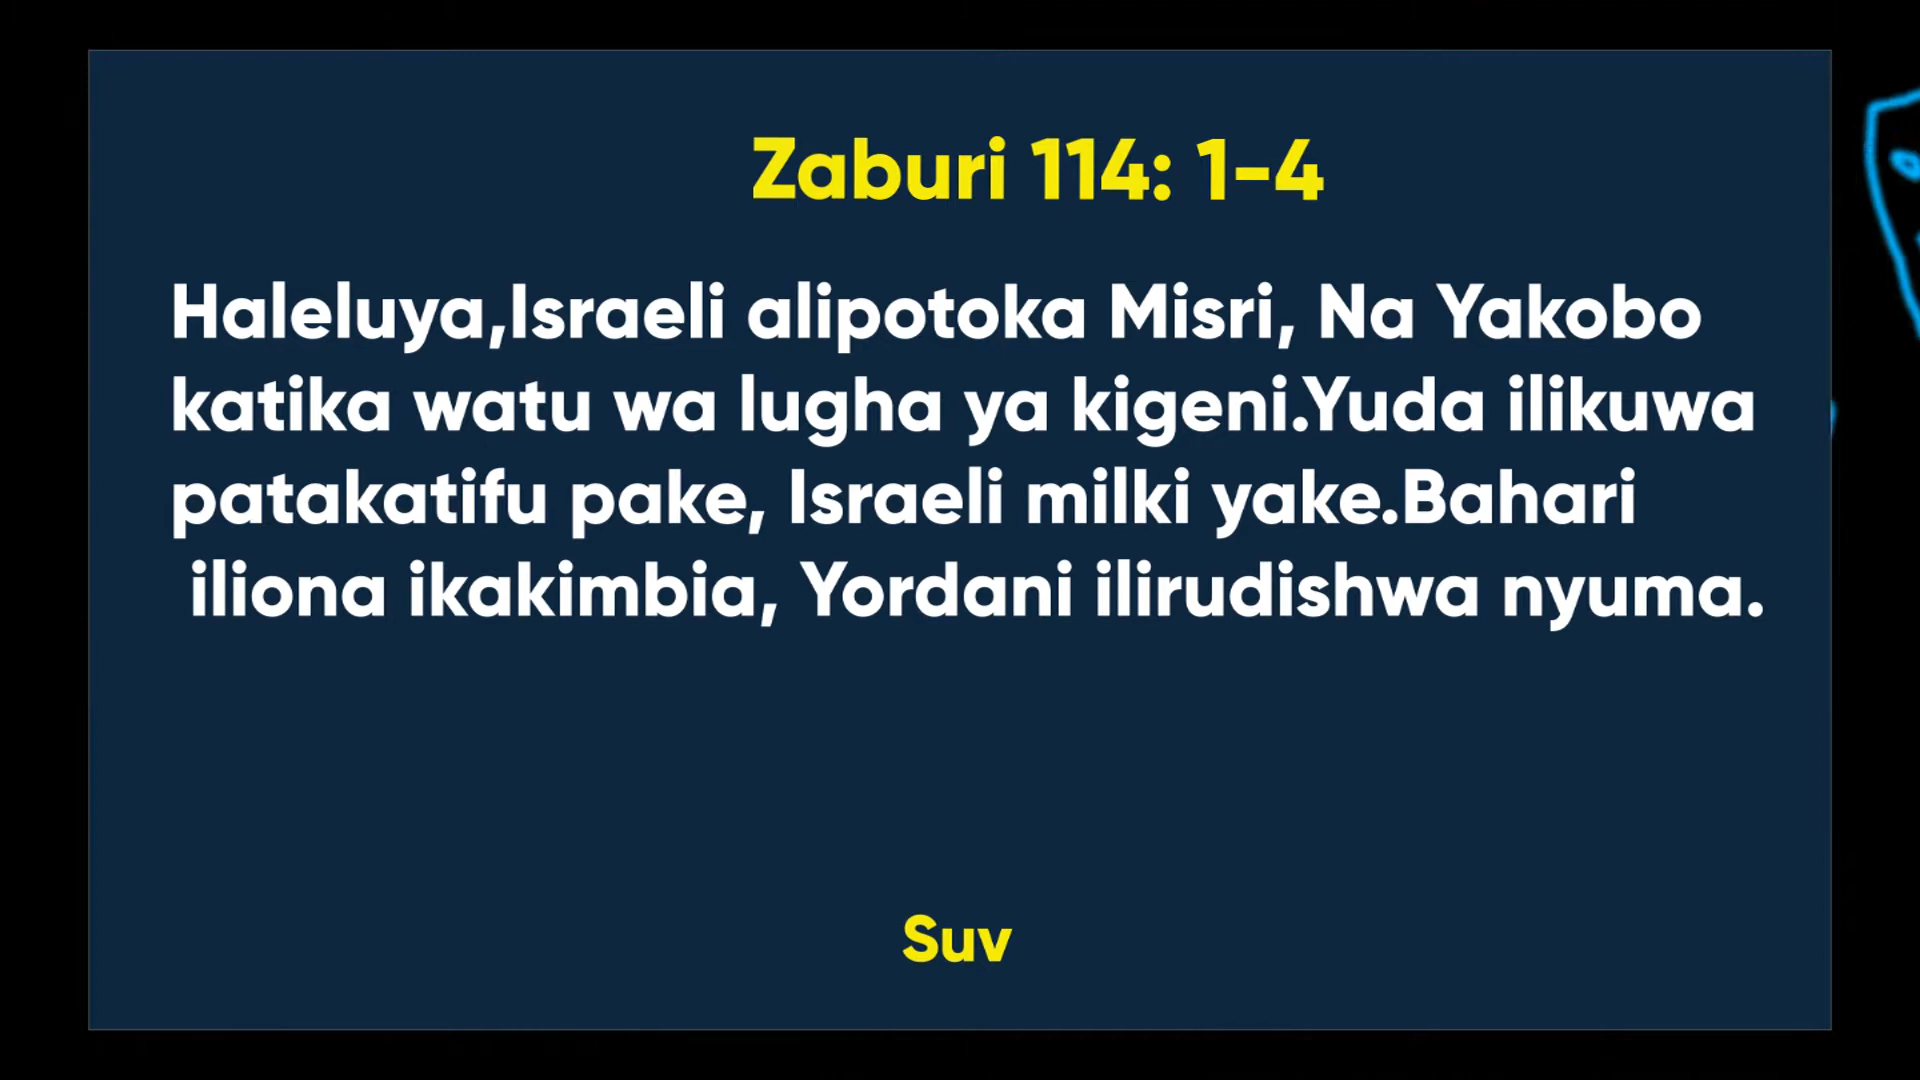 Zaburi 114: 1-4
Haleluya,Israeli alipotoka Misri, Na Yakobo
katika watu wa lugha ya kigeni.Yuda ilikuwa
patakatifu pake, Israeli milki yake.Bahari
iliona ikakimbia, Yordani ilirudishwa nyuma.
Suv